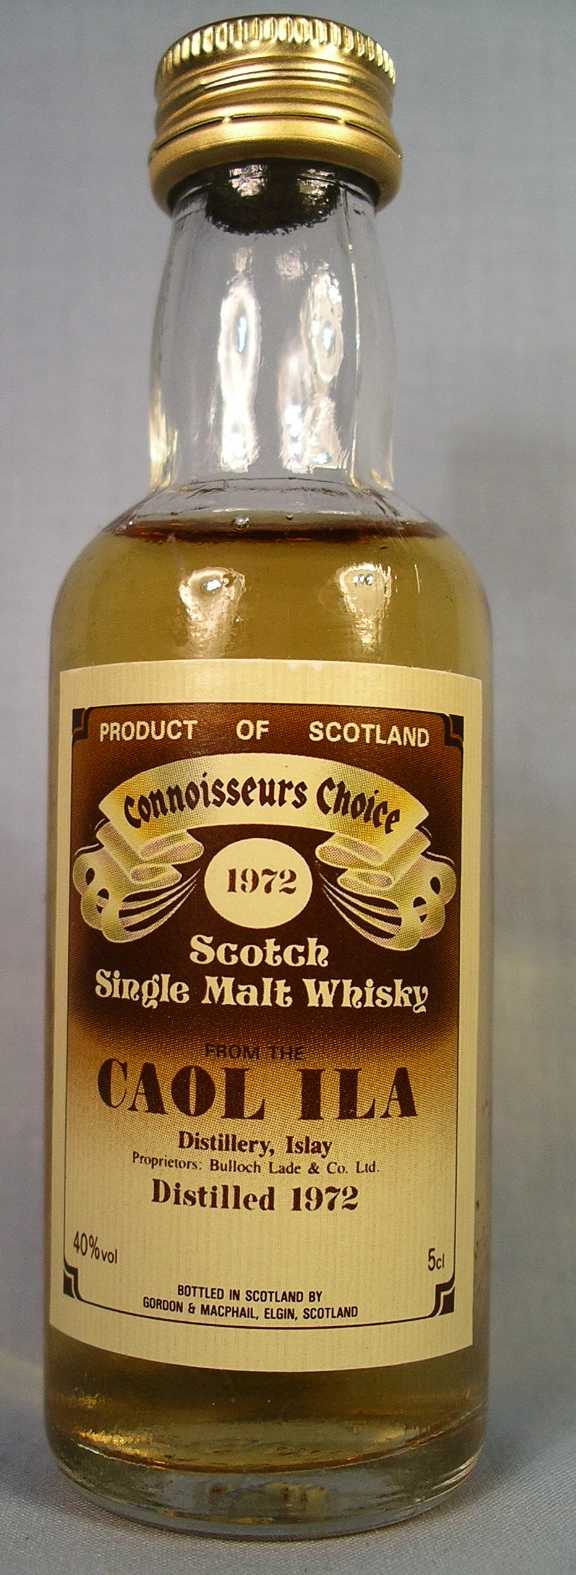 PRODUCT OF SCOTLAND
Connoisseurs Choice
1972
Scotch
Single Malt Whisky
FROM THE
CAOL ILA
Distillery, Islay
Proprietors: Bulloch Lade & Co. Ltd.
Distilled 1972
40%vol 5cl
BOTTLED IN SCOTLAND BY
GORDON & MACPHAIL, ELGIN, SCOTLAND